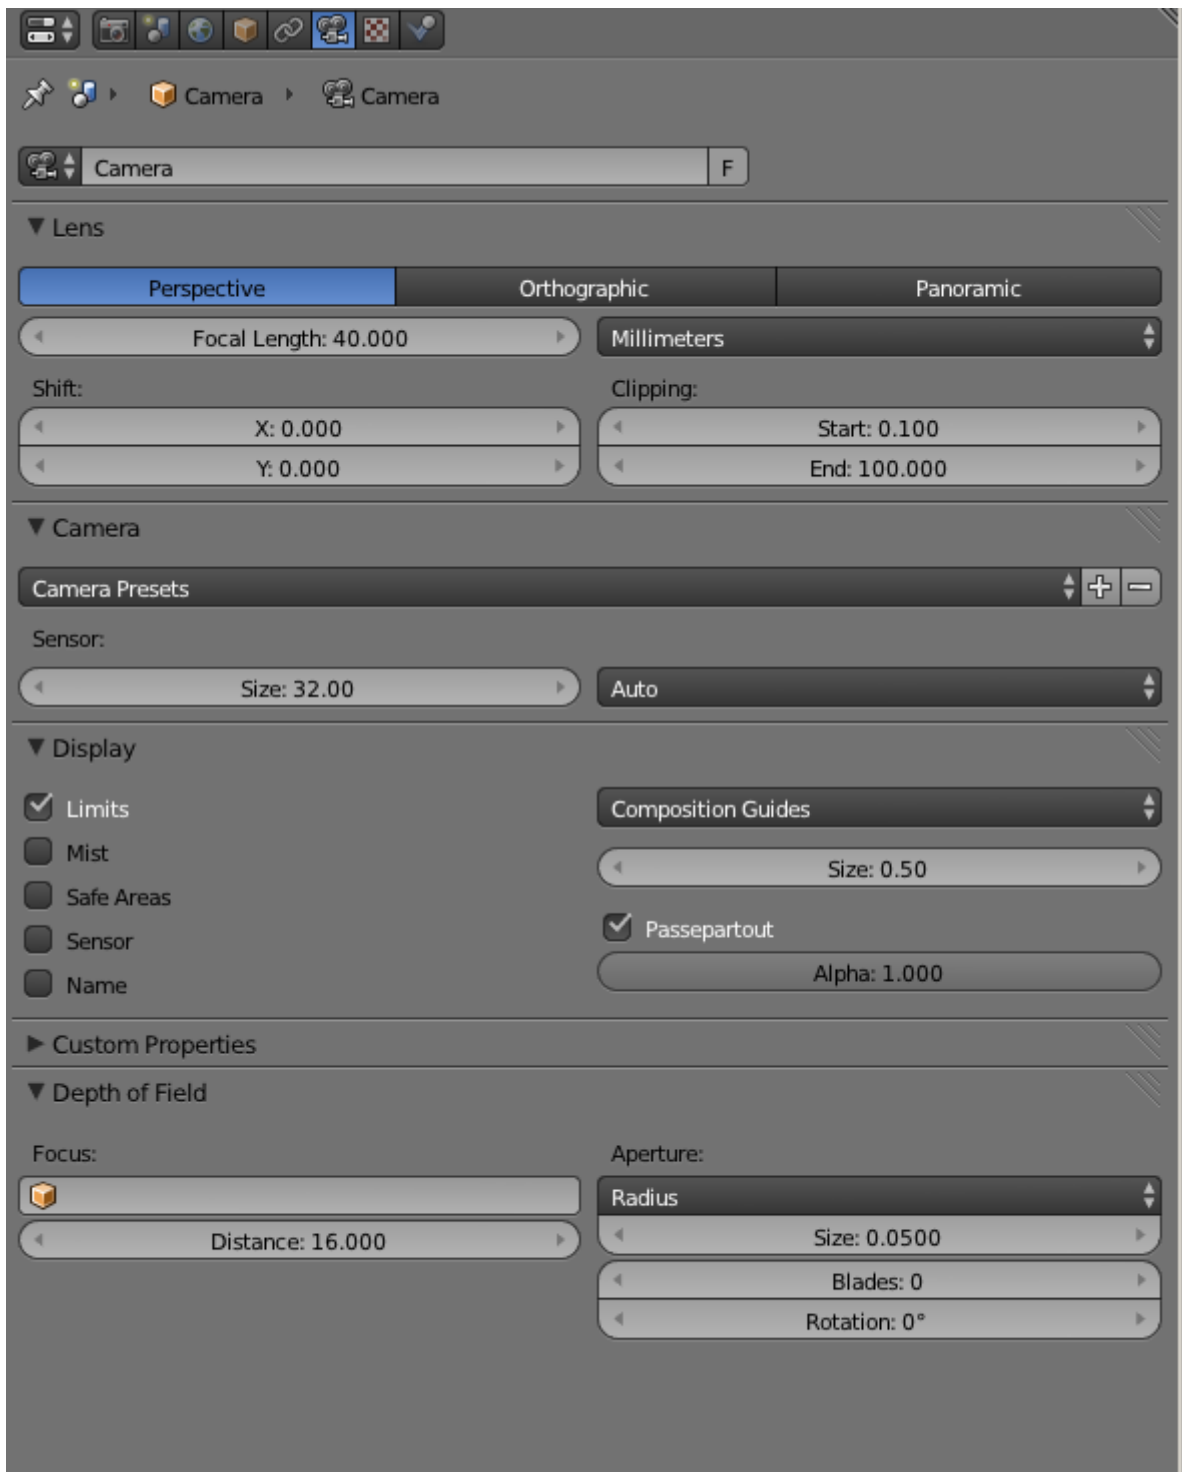 Camera Camera
Camera F
Lens
Perspective Orthographic Panoramic
Focal Length: 40.000 Millimeters
Shift: Clipping:
X: 0.000 Start: 0.100
Y: 0.000 End: 100.000
Camera
Camera Presets
Sensor:
Size: 32.00 Auto
Display
Limits Composition Guides
Mist
Size: 0.50
Safe Areas
Passepartout
Sensor
Alpha: 1.000
Name
Custom Properties
Depth of Field
Focus: Aperture:
Radius
Distance: 16.000 Size: 0.0500
Blades: 0
Rotation: 0°